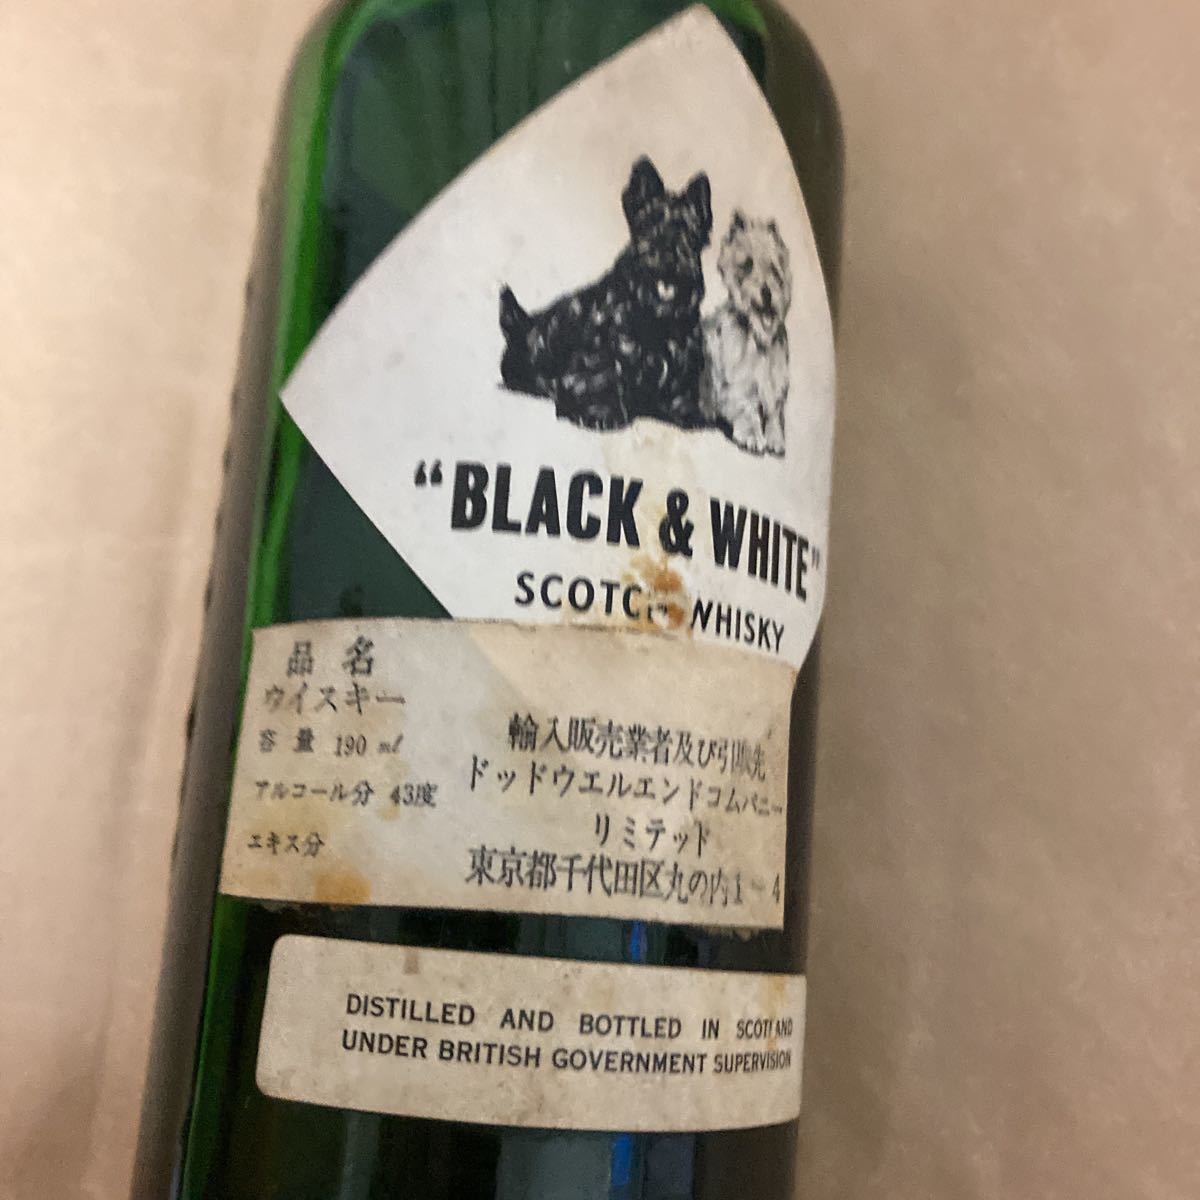 "BLACK & WHITE"
SCOTCH WHISKY
品名
ウイスキー
容量 190 ml
アルコール分 43度
エキス分
輸入販売業者及び引取先
ドッドウエルエンドコムパニー
リミテッド
東京都千代田区丸の内1-4
DISTILLED AND BOTTLED IN SCOTLAND
UNDER BRITISH GOVERNMENT SUPERVISION